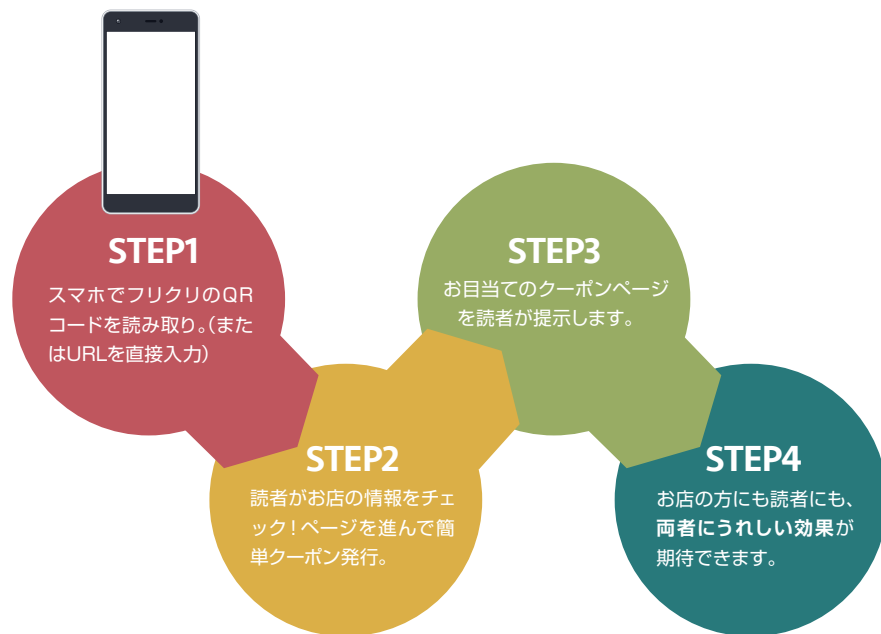 STEP1
スマホでフリクリのQR
コードを読み取り。（また
はURLを直接入力）
STEP2
読者がお店の情報をチェ
ック！ページを進んで簡
単クーポン発行。
STEP3
お目当てのクーポンページ
を読者が提示します。
STEP4
お店の方にも読者にも、
両者にうれしい効果が
期待できます。